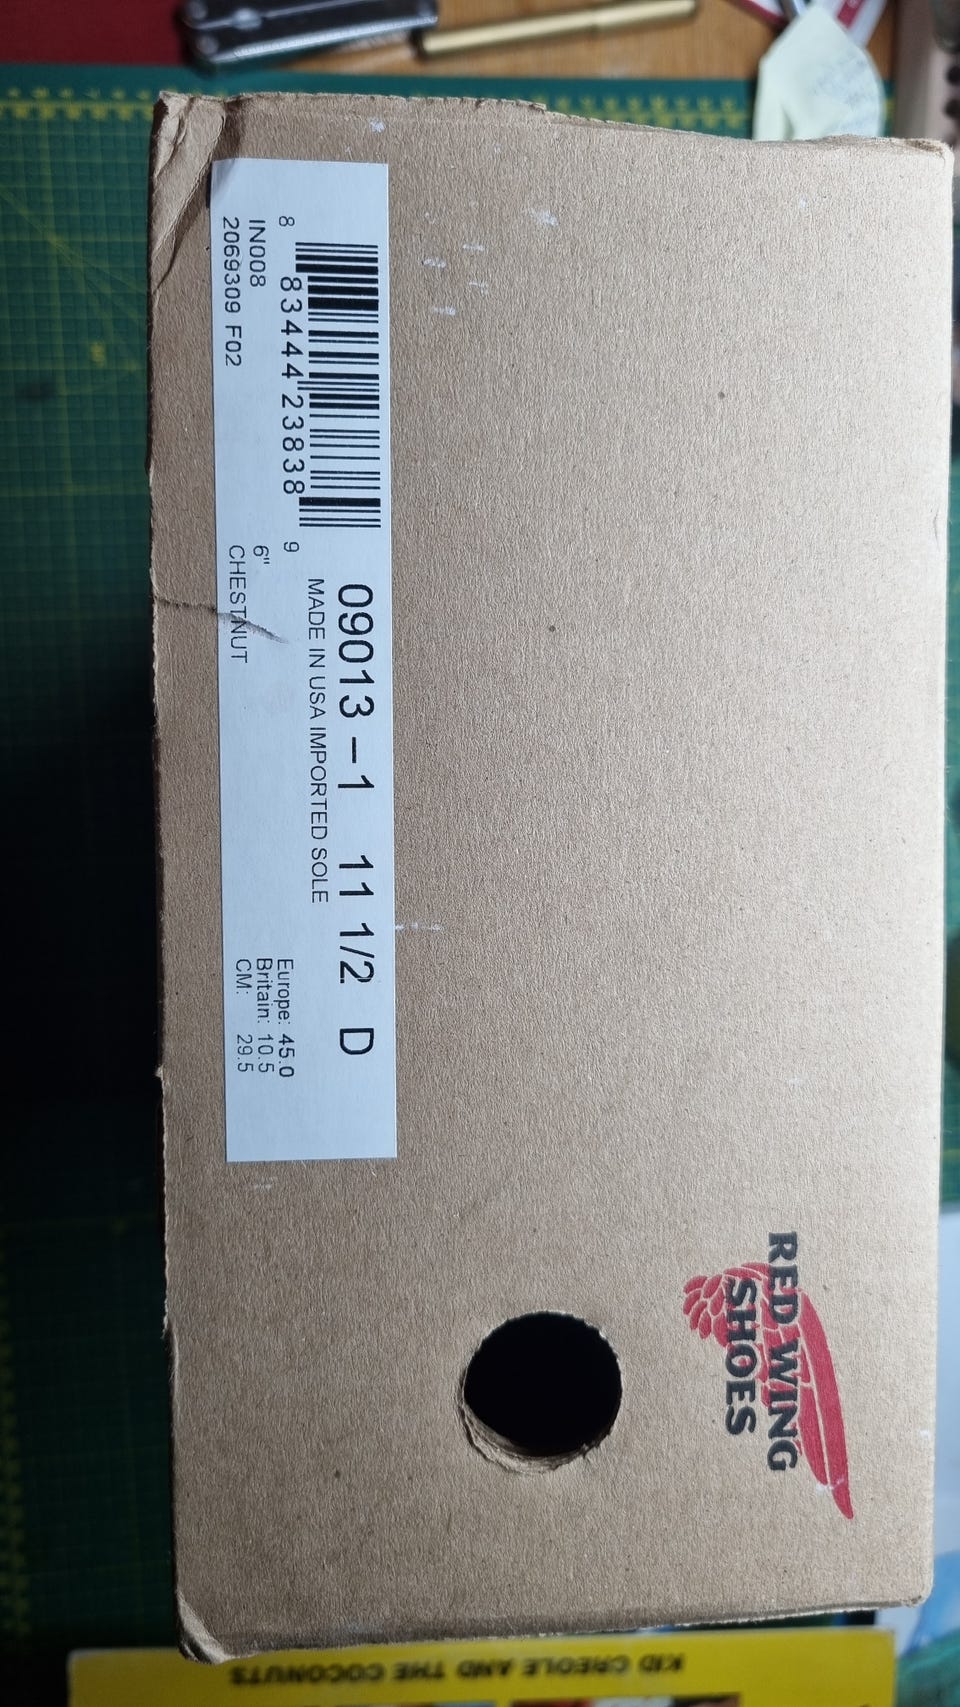 09013 – 1 11 1/2 D
MADE IN USA IMPORTED SOLE
8 83444 23838 9
IN008
2069309 F02
6"
CHESTNUT
Europe: 45.0
Britain: 10.5
CM: 29.5
RED WING
SHOES
KID CREOLE AND THE COCONUTS